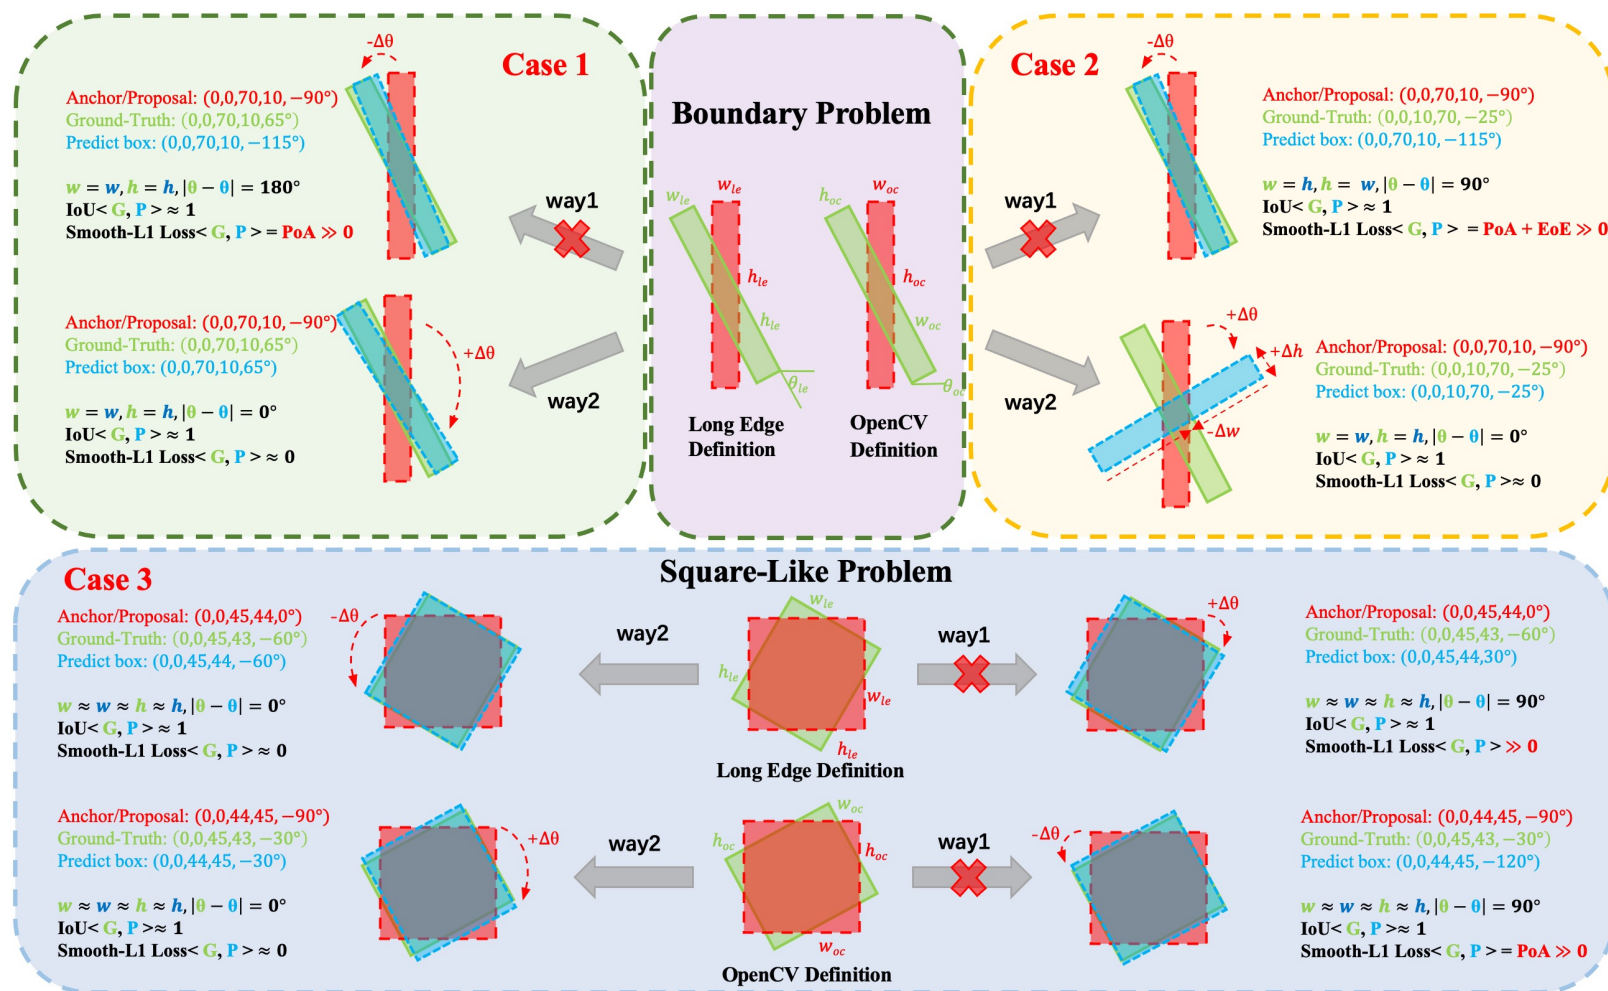 Case 1
-Δθ
Anchor/Proposal: (0,0,70,10,−90°)
Ground-Truth: (0,0,70,10,65°)
Predict box: (0,0,70,10,−115°)
w = w, h = h, |θ − θ| = 180°
IoU< G, P > ≈ 1
Smooth-L1 Loss< G, P > = PoA ≫ 0
way1
Anchor/Proposal: (0,0,70,10,−90°)
Ground-Truth: (0,0,70,10,65°)
Predict box: (0,0,70,10,65°)
+Δθ
w = w, h = h, |θ − θ| = 0°
IoU< G, P > ≈ 1
Smooth-L1 Loss< G, P > ≈ 0
way2
Boundary Problem
w_le
w_le
h_le
h_le
θ_le
Long Edge
Definition
h_oc
w_oc
h_oc
w_oc
θ_oc
OpenCV
Definition
Case 2
-Δθ
Anchor/Proposal: (0,0,70,10,−90°)
Ground-Truth: (0,0,10,70,−25°)
Predict box: (0,0,70,10,−115°)
w = h, h = w, |θ − θ| = 90°
IoU< G, P > ≈ 1
Smooth-L1 Loss< G, P > = PoA + EoE ≫ 0
way1
+Δθ
+Δh
-Δw
Anchor/Proposal: (0,0,70,10,−90°)
Ground-Truth: (0,0,10,70,−25°)
Predict box: (0,0,10,70,−25°)
w = w, h = h, |θ − θ| = 0°
IoU< G, P > ≈ 1
Smooth-L1 Loss< G, P >≈ 0
way2
Case 3
Square-Like Problem
Anchor/Proposal: (0,0,45,44,0°)
Ground-Truth: (0,0,45,43,−60°)
Predict box: (0,0,45,44,−60°)
w ≈ w ≈ h ≈ h, |θ − θ| = 0°
IoU< G, P > ≈ 1
Smooth-L1 Loss< G, P > ≈ 0
-Δθ
way2
w_le
h_le
w_le
h_le
Long Edge Definition
way1
+Δθ
Anchor/Proposal: (0,0,45,44,0°)
Ground-Truth: (0,0,45,43,−60°)
Predict box: (0,0,45,44,30°)
w ≈ w ≈ h ≈ h, |θ − θ| = 90°
IoU< G, P > ≈ 1
Smooth-L1 Loss< G, P > ≫ 0
Anchor/Proposal: (0,0,44,45,−90°)
Ground-Truth: (0,0,45,43,−30°)
Predict box: (0,0,44,45,−30°)
w ≈ w ≈ h ≈ h, |θ − θ| = 0°
IoU< G, P >≈ 1
Smooth-L1 Loss< G, P > ≈ 0
+Δθ
way2
w_oc
h_oc
h_oc
w_oc
OpenCV Definition
way1
-Δθ
Anchor/Proposal: (0,0,44,45,−90°)
Ground-Truth: (0,0,45,43,−30°)
Predict box: (0,0,44,45,−120°)
w ≈ w ≈ h ≈ h, |θ − θ| = 90°
IoU< G, P >≈ 1
Smooth-L1 Loss< G, P > = PoA ≫ 0